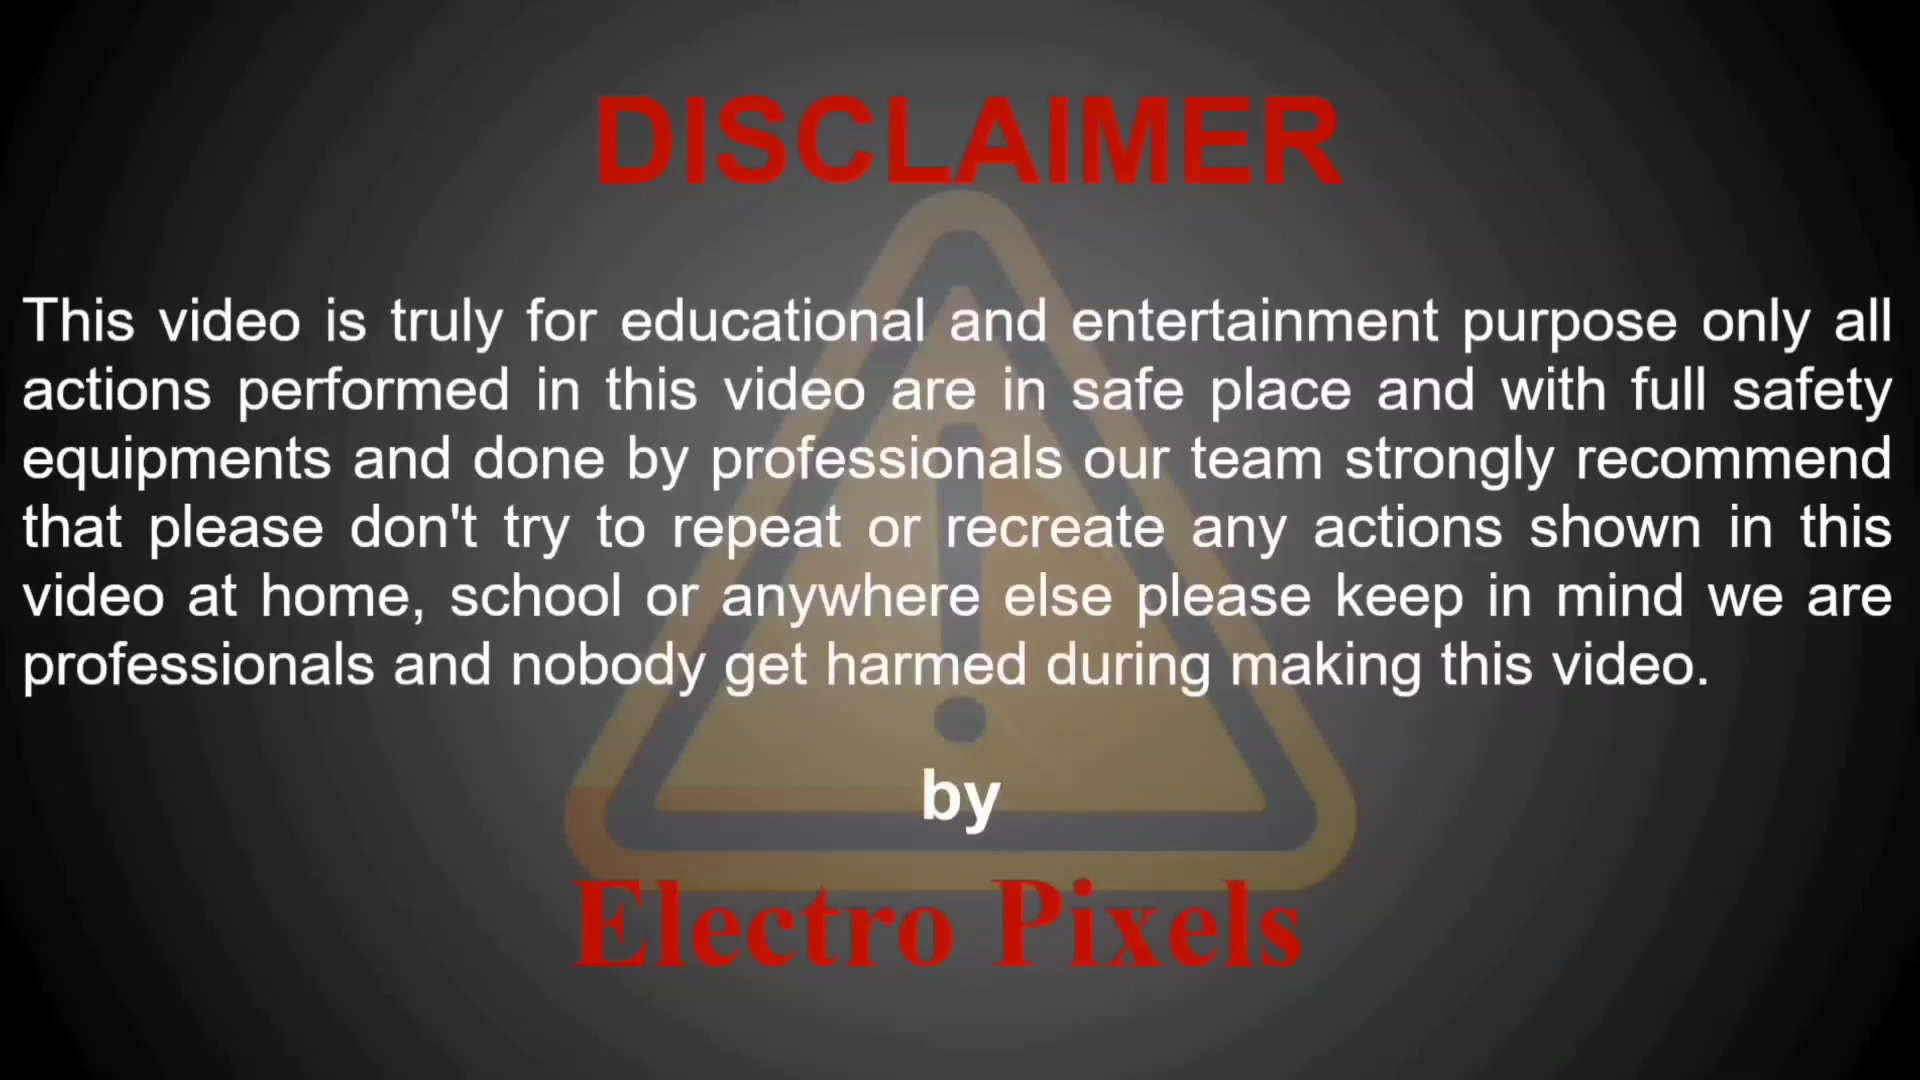 DISCLAIMER
This video is truly for educational and entertainment purpose only all
actions performed in this video are in safe place and with full safety
equipments and done by professionals our team strongly recommend
that please don't try to repeat or recreate any actions shown in this
video at home, school or anywhere else please keep in mind we are
professionals and nobody get harmed during making this video.
by
Electro Pixels